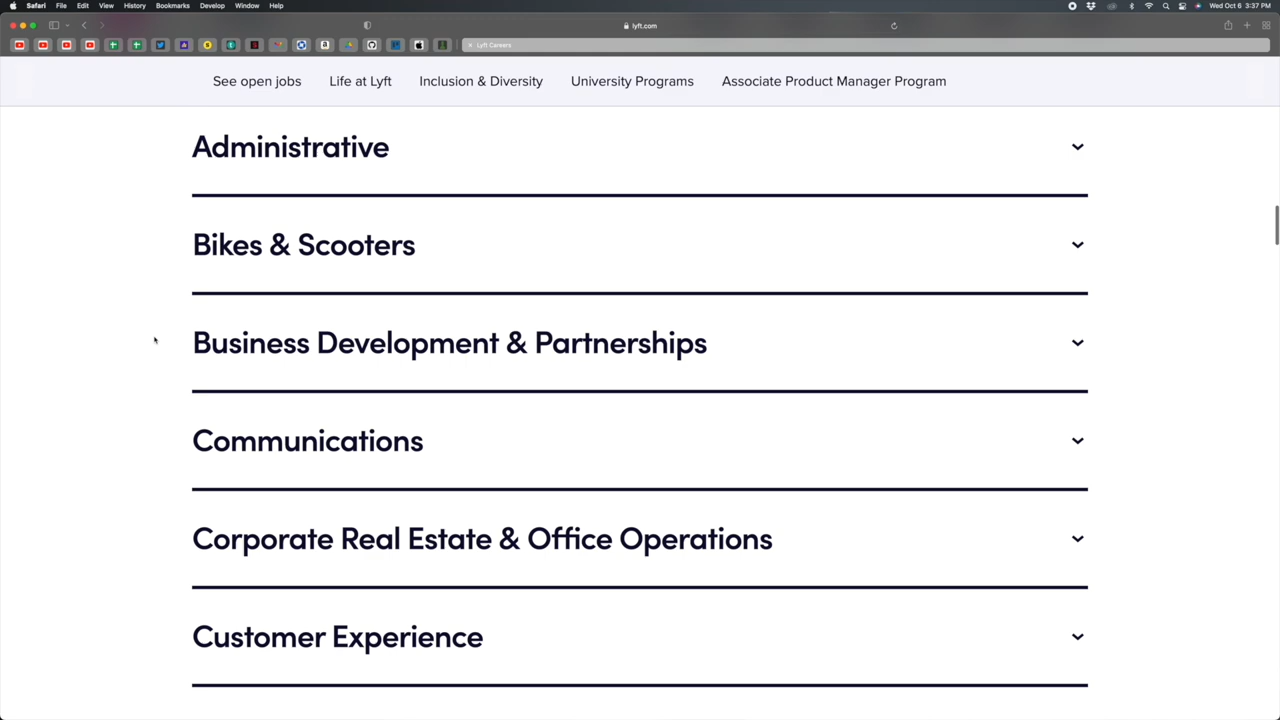 Safari File Edit View History Bookmarks Develop Window Help Wed Oct 6 3:37 PM
lyft.com
Lyft Careers
See open jobs Life at Lyft Inclusion & Diversity University Programs Associate Product Manager Program
Administrative
Bikes & Scooters
Business Development & Partnerships
Communications
Corporate Real Estate & Office Operations
Customer Experience